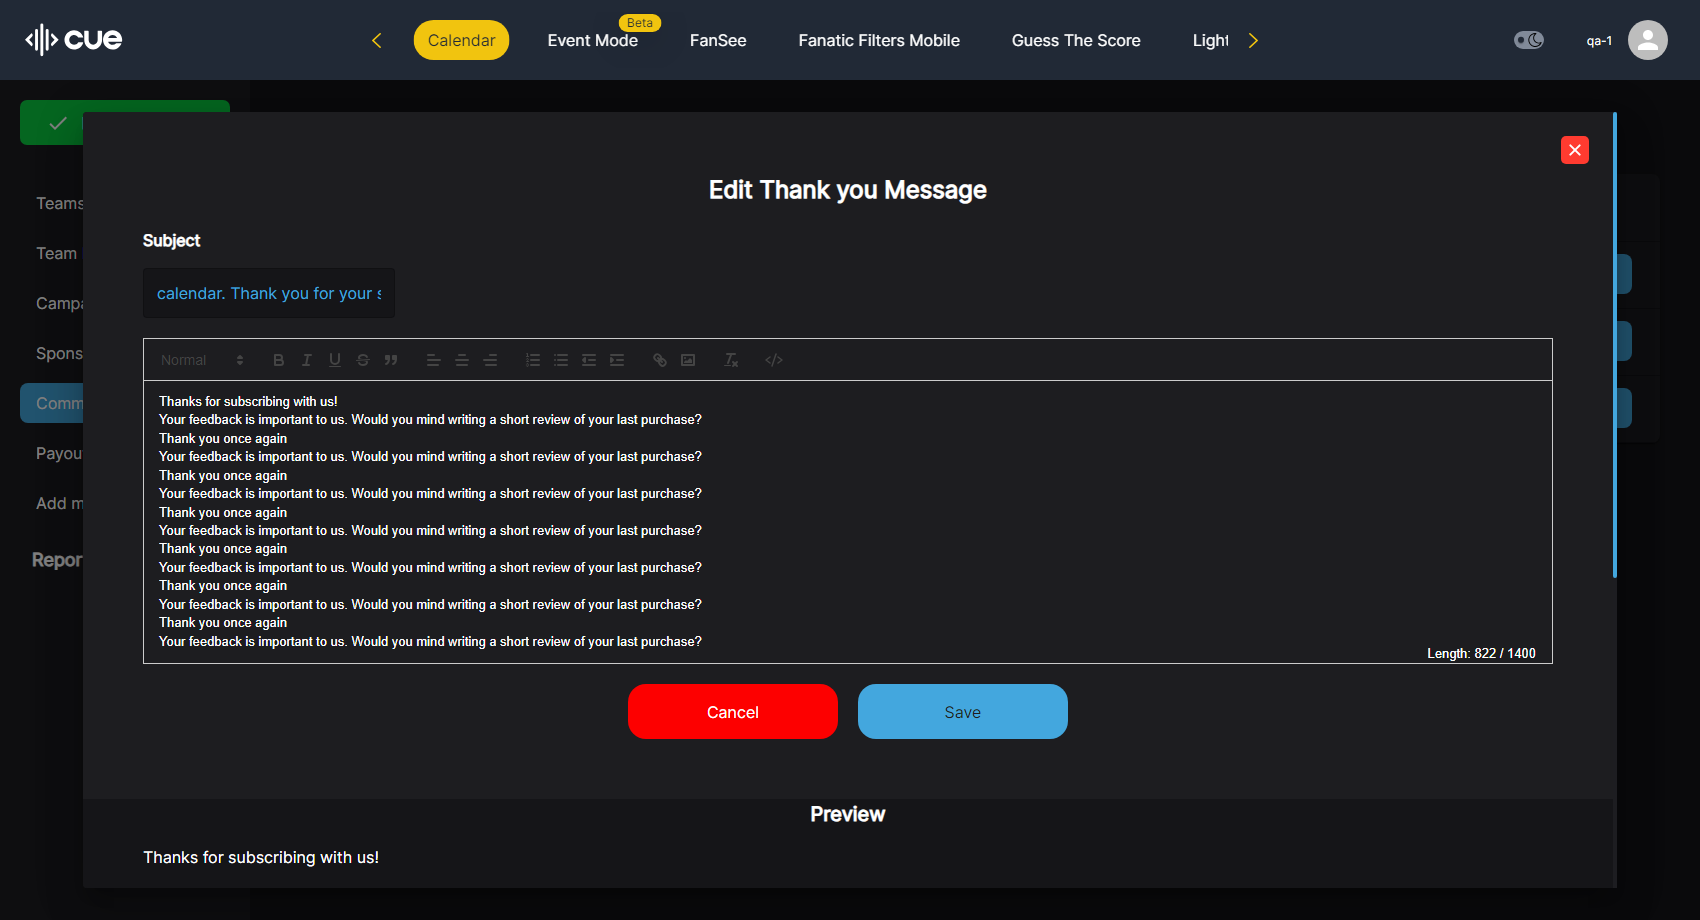 cue
Calendar
Event Mode
Beta
FanSee
Fanatic Filters Mobile
Guess The Score
Light
qa-1
Teams
Team
Campa
Spons
Comm
Payou
Add m
Repor
Edit Thank you Message
Subject
calendar. Thank you for your s
Normal
Thanks for subscribing with us!
Your feedback is important to us. Would you mind writing a short review of your last purchase?
Thank you once again
Your feedback is important to us. Would you mind writing a short review of your last purchase?
Thank you once again
Your feedback is important to us. Would you mind writing a short review of your last purchase?
Thank you once again
Your feedback is important to us. Would you mind writing a short review of your last purchase?
Thank you once again
Your feedback is important to us. Would you mind writing a short review of your last purchase?
Thank you once again
Your feedback is important to us. Would you mind writing a short review of your last purchase?
Thank you once again
Your feedback is important to us. Would you mind writing a short review of your last purchase?
Length: 822 / 1400
Cancel
Save
Preview
Thanks for subscribing with us!